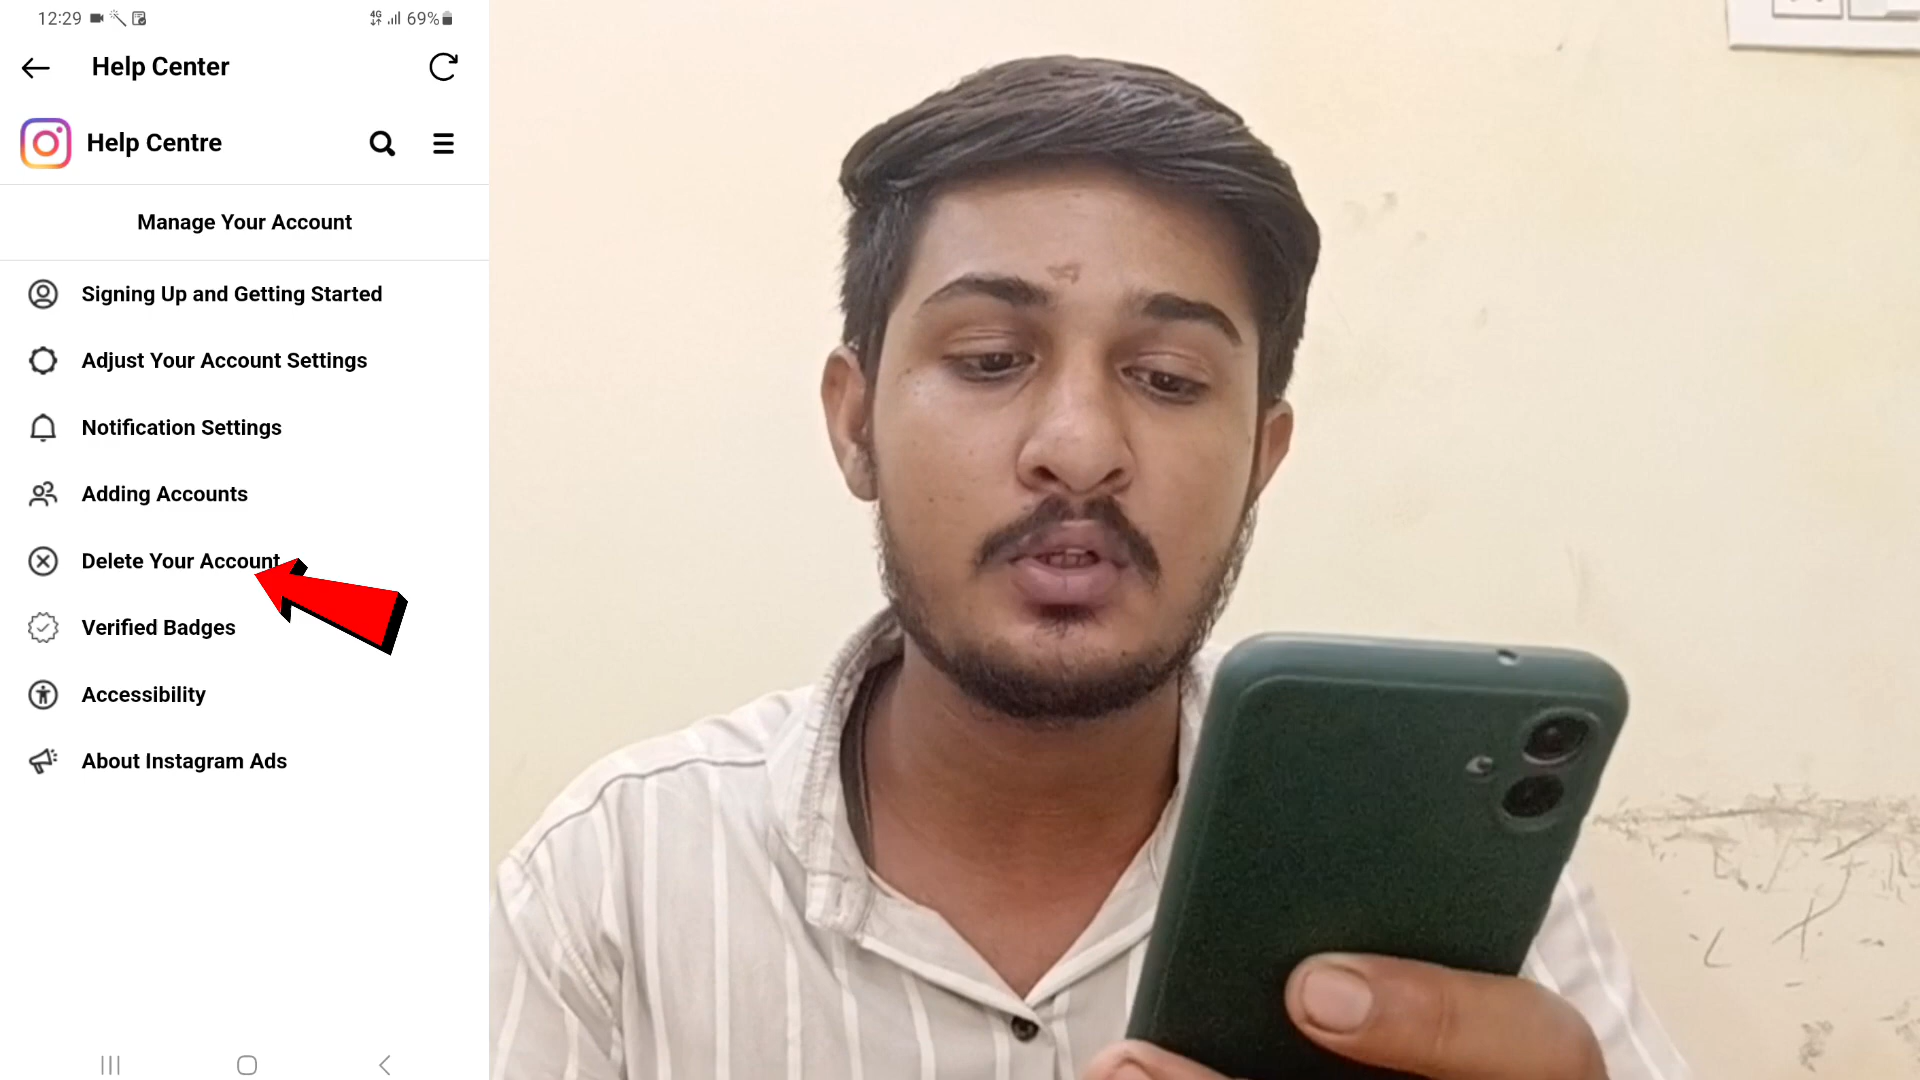 12:29 4G 69%
Help Center
Help Centre
Manage Your Account
Signing Up and Getting Started
Adjust Your Account Settings
Notification Settings
Adding Accounts
Delete Your Account
Verified Badges
Accessibility
About Instagram Ads